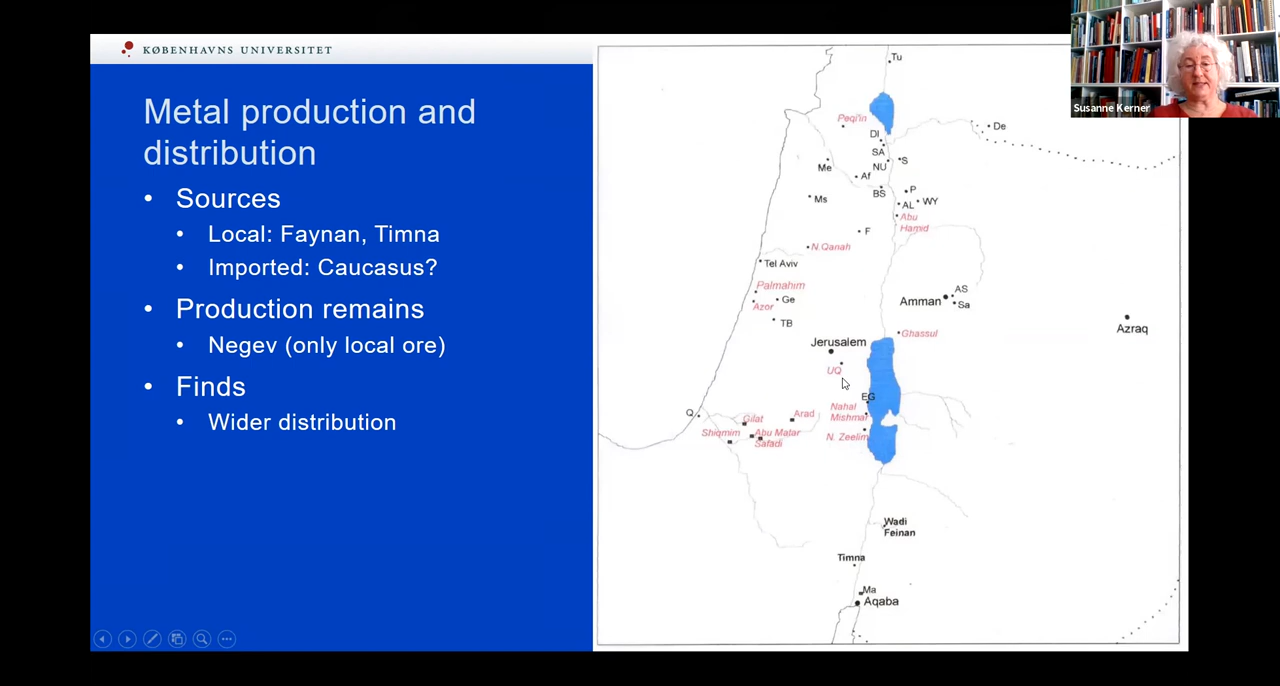 KØBENHAVNS UNIVERSITET
Metal production and
distribution
• Sources
• Local: Faynan, Timna
• Imported: Caucasus?
• Production remains
• Negev (only local ore)
• Finds
• Wider distribution
Susanne Kerner
Tu
Peqi'in
De
DI
SA
NU
S
Me
Af
BS
P
Ms
AL
WY
Abu
Hamid
F
N.Qanah
Tel Aviv
Palmahim
Azor
Ge
AS
Amman
Sa
TB
Azraq
Ghassul
Jerusalem
UQ
EG
Nahal
Mishmar
Q
Gilat
Arad
Shiqmim
Abu Matar
Safadi
N. Zeelim
Wadi
Feinan
Timna
Ma
Aqaba